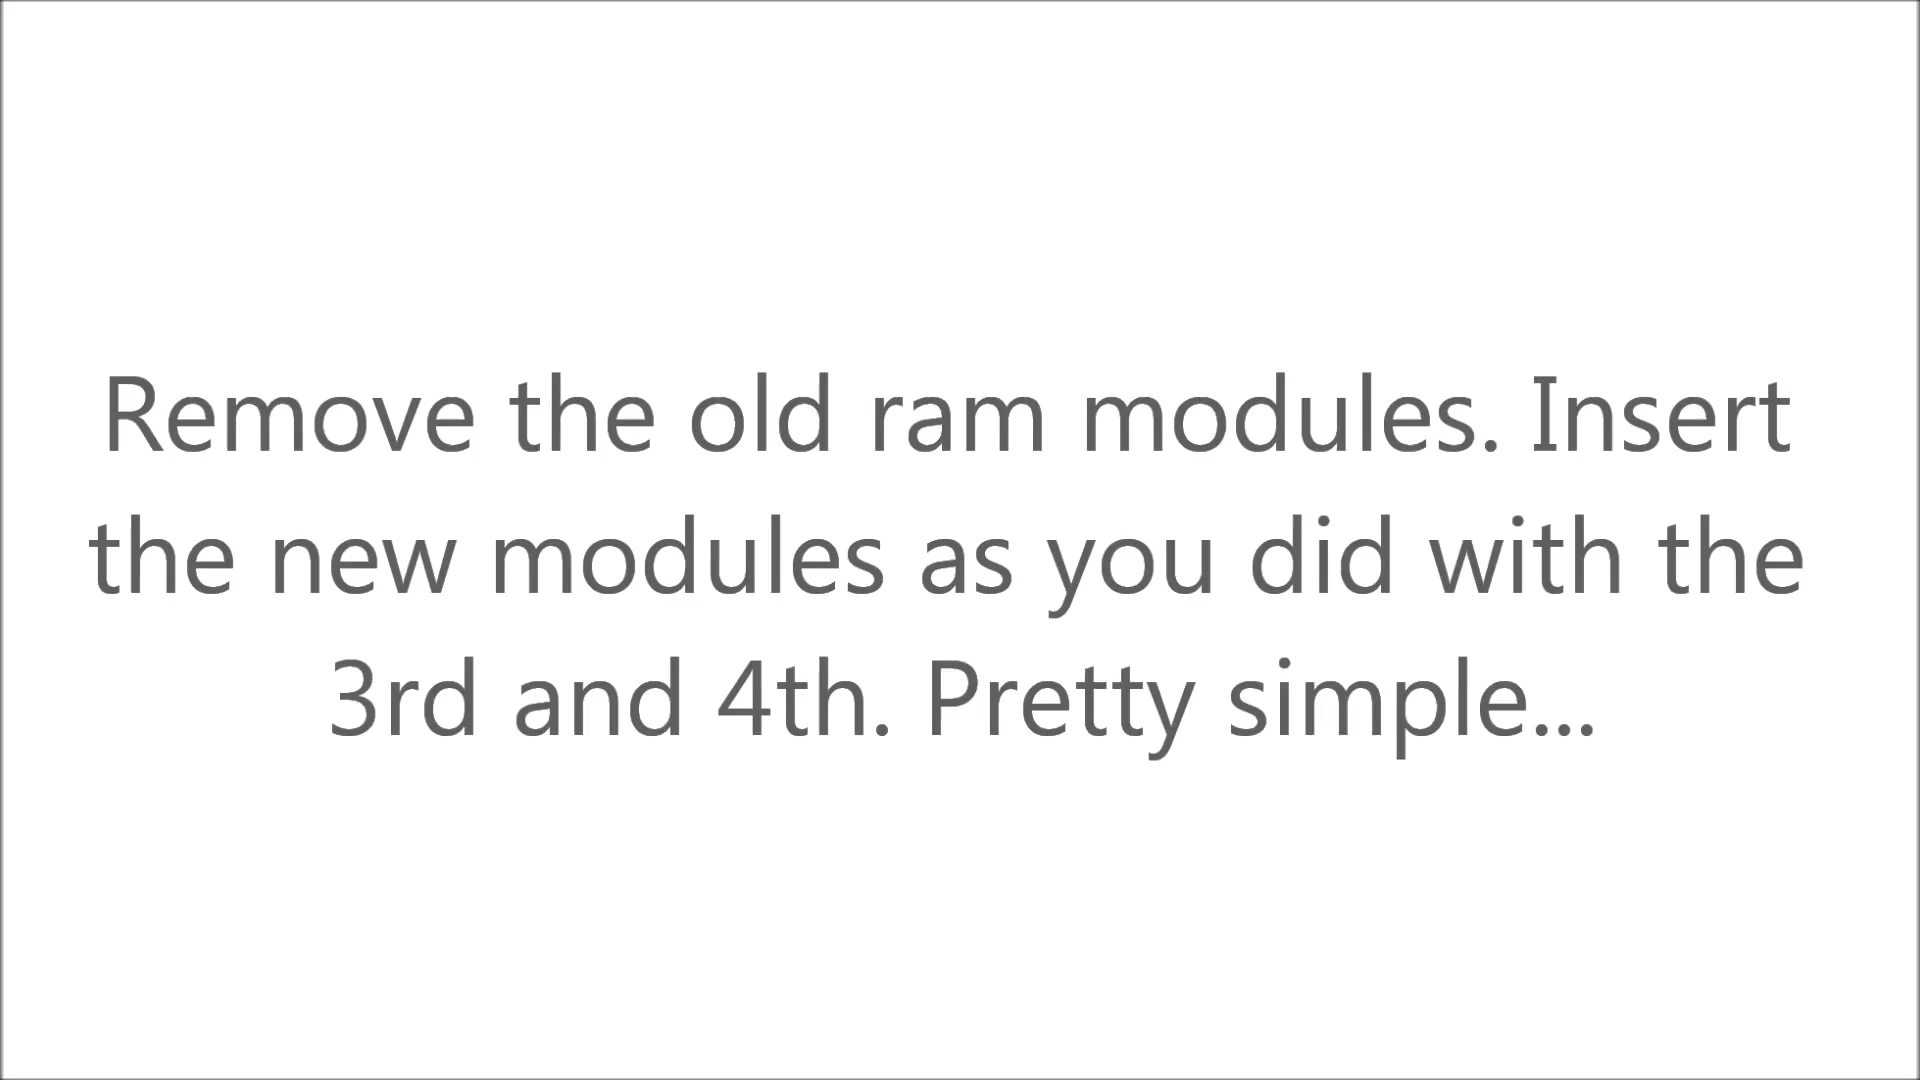 Remove the old ram modules. Insert
the new modules as you did with the
3rd and 4th. Pretty simple...